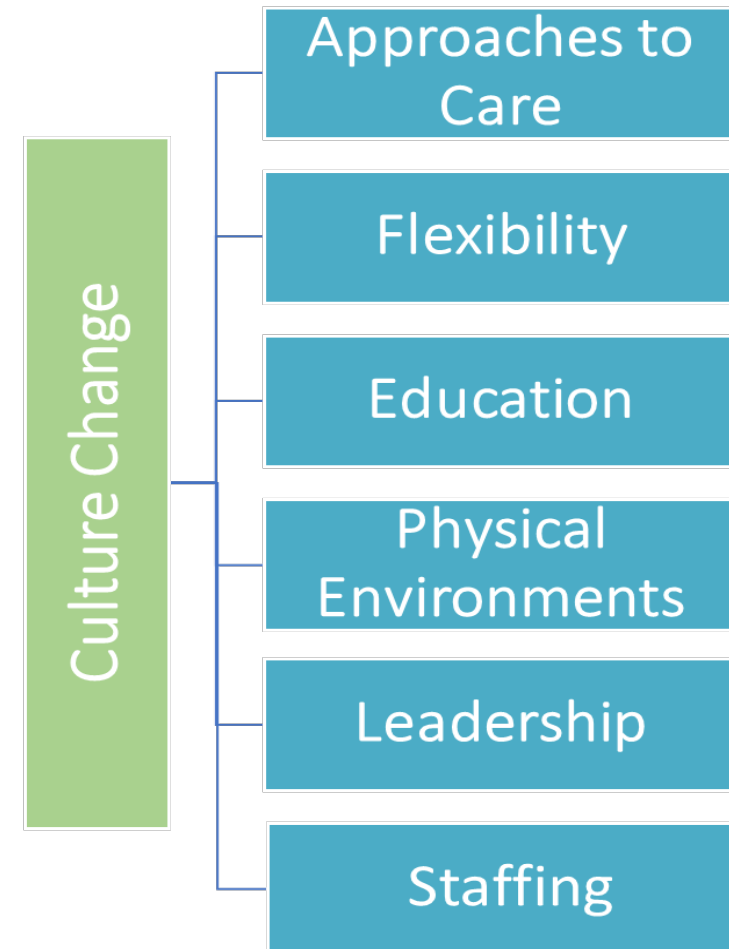 Culture Change
Approaches to
Care
Flexibility
Education
Physical
Environments
Leadership
Staffing